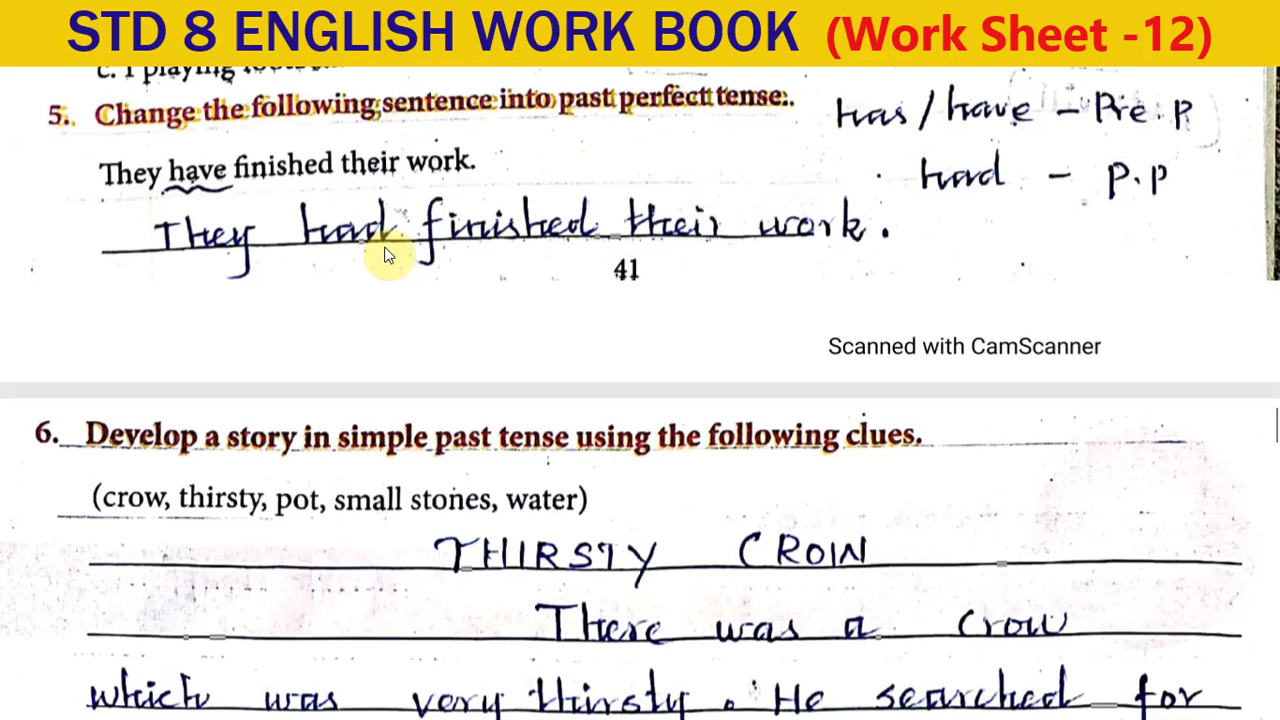 STD 8 ENGLISH WORK BOOK (Work Sheet -12)
c. I playing
5. Change the following sentence into past perfect tense.
has / have - Pre. P
They have finished their work.
had - P.P
They had finished their work.
41
Scanned with CamScanner
6. Develop a story in simple past tense using the following clues.
(crow, thirsty, pot, small stones, water)
THIRSTY CROW
There was a crow
which was very thirsty. He searched for